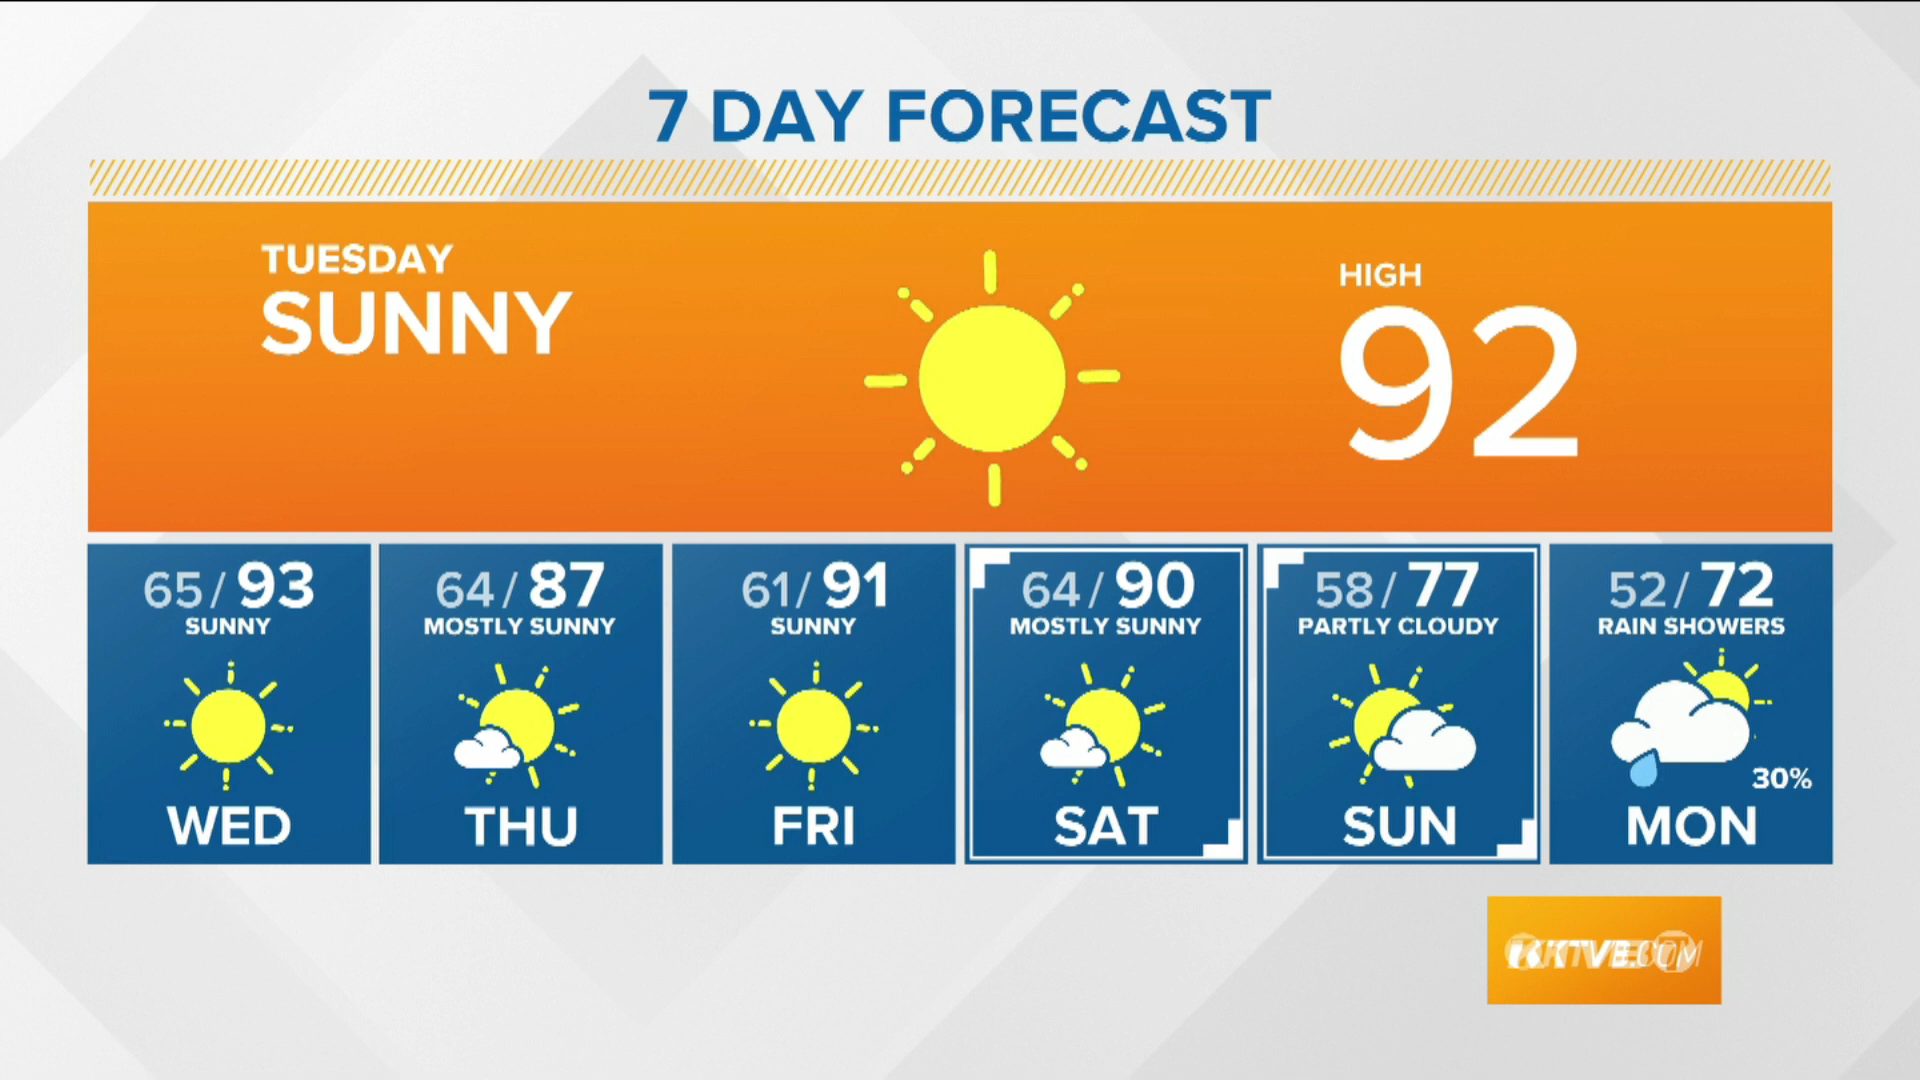 7 DAY FORECAST
TUESDAY
SUNNY
HIGH
92
65/93
SUNNY
WED
64/87
MOSTLY SUNNY
THU
61/91
SUNNY
FRI
64/90
MOSTLY SUNNY
SAT
58/77
PARTLY CLOUDY
SUN
52/72
RAIN SHOWERS
30%
MON